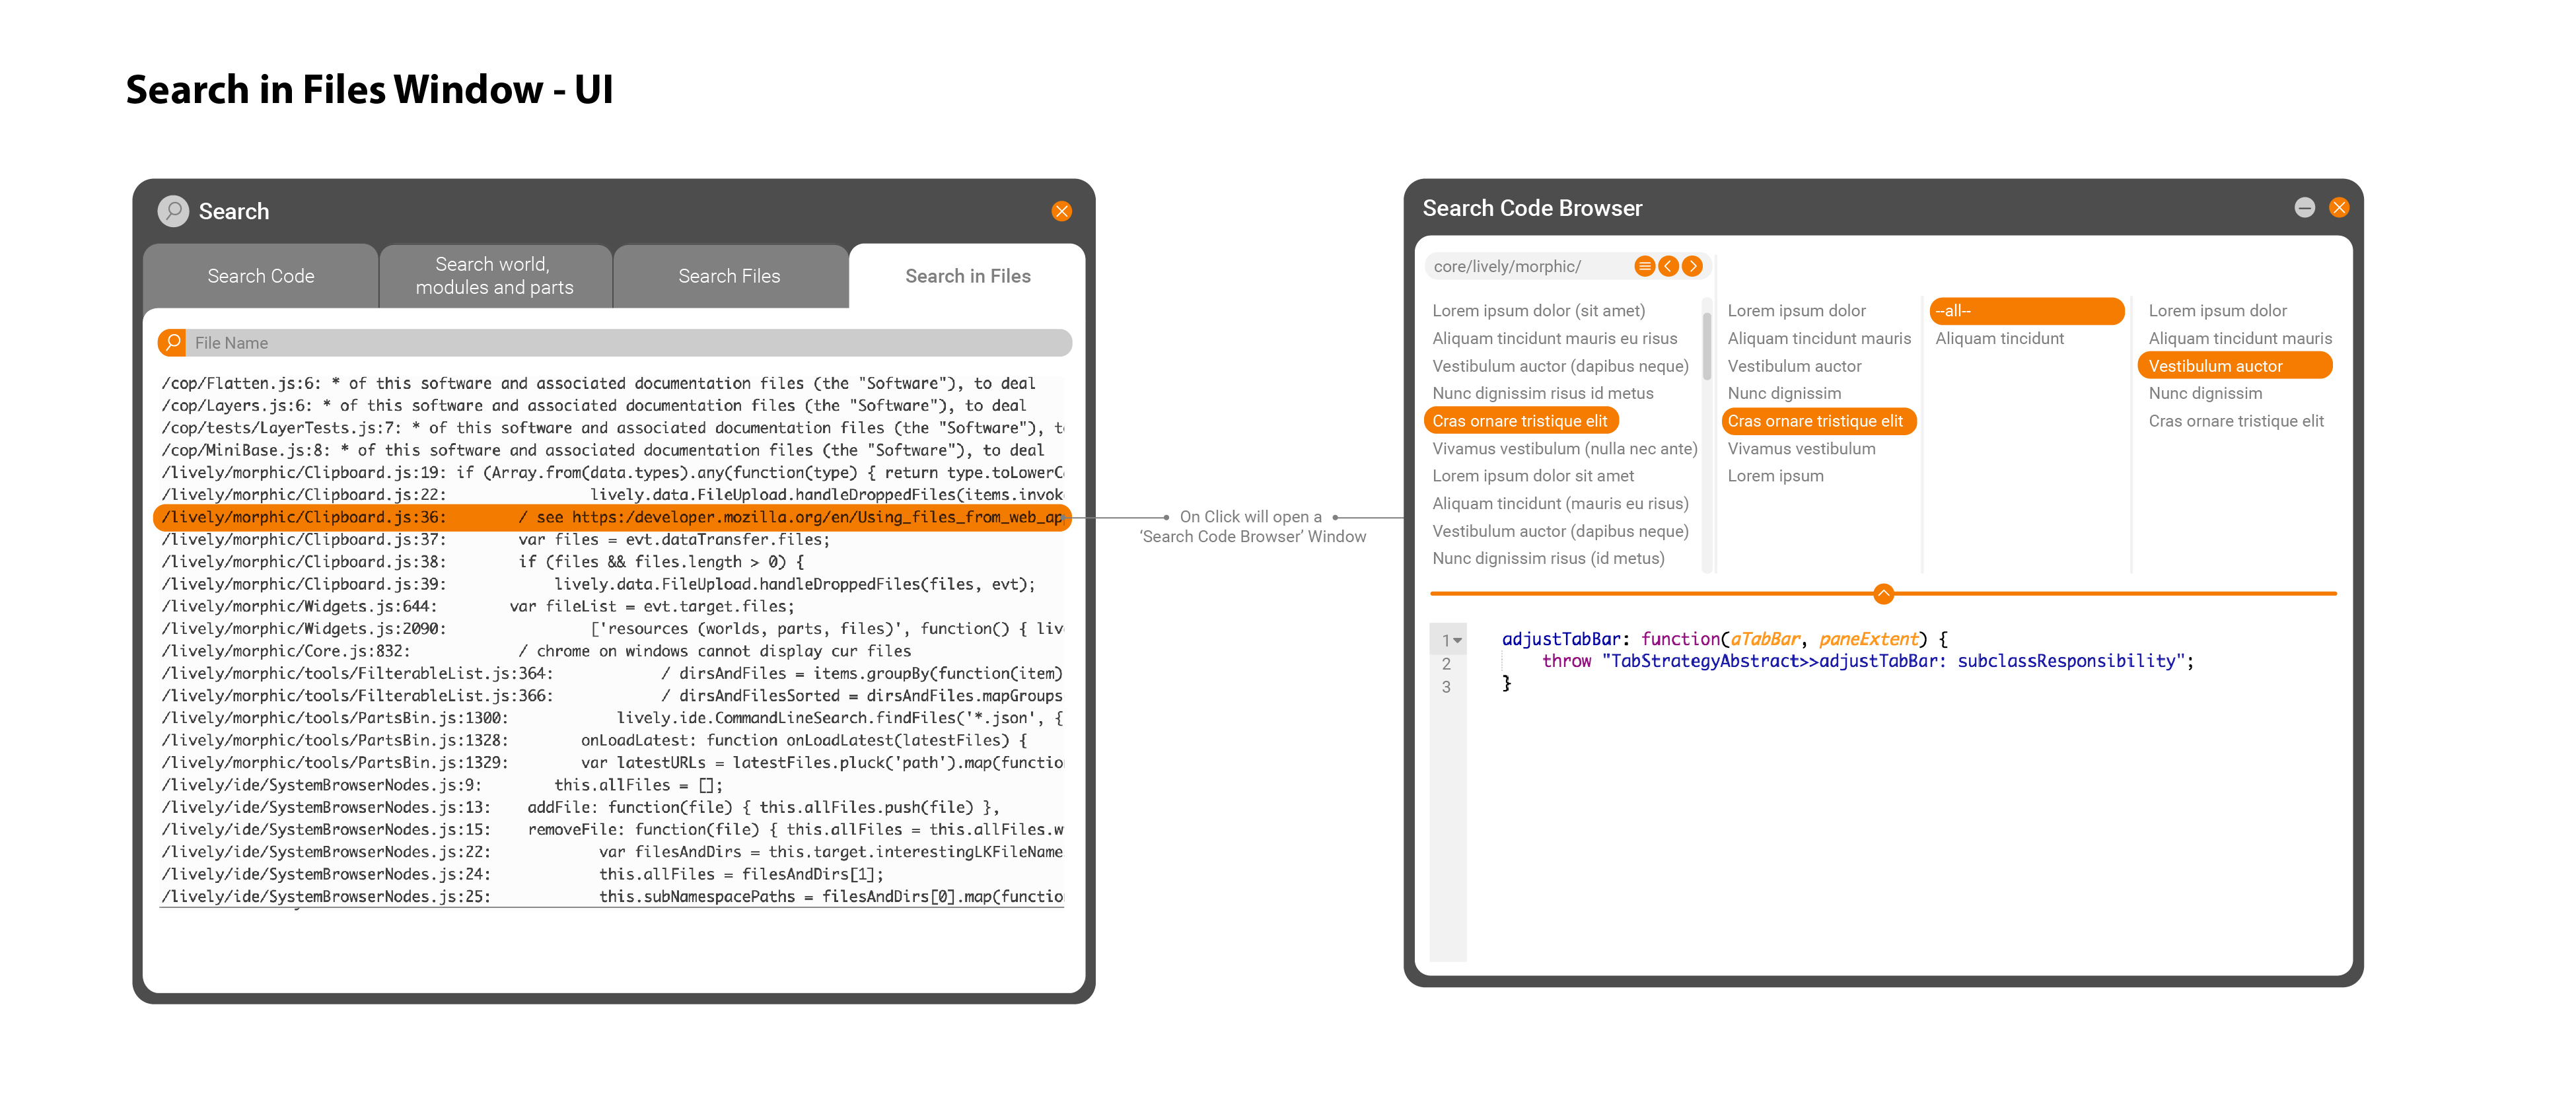 Search in Files Window - UI
Search
Search Code
Search world,
modules and parts
Search Files
Search in Files
File Name
/cop/Flatten.js:6: * of this software and associated documentation files (the "Software"), to deal
/cop/Layers.js:6: * of this software and associated documentation files (the "Software"), to deal
/cop/tests/LayerTests.js:7: * of this software and associated documentation files (the "Software"), t
/cop/MiniBase.js:8: * of this software and associated documentation files (the "Software"), to deal
/lively/morphic/Clipboard.js:19: if (Array.from(data.types).any(function(type) { return type.toLowerC
/lively/morphic/Clipboard.js:22: lively.data.FileUpload.handleDroppedFiles(items.invok
/lively/morphic/Clipboard.js:36: / see https:/developer.mozilla.org/en/Using_files_from_web_ap
/lively/morphic/Clipboard.js:37: var files = evt.dataTransfer.files;
/lively/morphic/Clipboard.js:38: if (files && files.length > 0) {
/lively/morphic/Clipboard.js:39: lively.data.FileUpload.handleDroppedFiles(files, evt);
/lively/morphic/Widgets.js:644: var fileList = evt.target.files;
/lively/morphic/Widgets.js:2090: ['resources (worlds, parts, files)', function() { liv
/lively/morphic/Core.js:832: / chrome on windows cannot display cur files
/lively/morphic/tools/FilterableList.js:364: / dirsAndFiles = items.groupBy(function(item)
/lively/morphic/tools/FilterableList.js:366: / dirsAndFilesSorted = dirsAndFiles.mapGroups
/lively/morphic/tools/PartsBin.js:1300: lively.ide.CommandLineSearch.findFiles('*.json', {
/lively/morphic/tools/PartsBin.js:1328: onLoadLatest: function onLoadLatest(latestFiles) {
/lively/morphic/tools/PartsBin.js:1329: var latestURLs = latestFiles.pluck('path').map(functio
/lively/ide/SystemBrowserNodes.js:9: this.allFiles = [];
/lively/ide/SystemBrowserNodes.js:13: addFile: function(file) { this.allFiles.push(file) },
/lively/ide/SystemBrowserNodes.js:15: removeFile: function(file) { this.allFiles = this.allFiles.w
/lively/ide/SystemBrowserNodes.js:22: var filesAndDirs = this.target.interestingLKFileName
/lively/ide/SystemBrowserNodes.js:24: this.allFiles = filesAndDirs[1];
/lively/ide/SystemBrowserNodes.js:25: this.subNamespacePaths = filesAndDirs[0].map(functio
On Click will open a
‘Search Code Browser’ Window
Search Code Browser
core/lively/morphic/
Lorem ipsum dolor (sit amet)
Aliquam tincidunt mauris eu risus
Vestibulum auctor (dapibus neque)
Nunc dignissim risus id metus
Cras ornare tristique elit
Vivamus vestibulum (nulla nec ante)
Lorem ipsum dolor sit amet
Aliquam tincidunt (mauris eu risus)
Vestibulum auctor (dapibus neque)
Nunc dignissim risus (id metus)
Lorem ipsum dolor
Aliquam tincidunt mauris
Vestibulum auctor
Nunc dignissim
Cras ornare tristique elit
Vivamus vestibulum
Lorem ipsum
--all--
Aliquam tincidunt
Lorem ipsum dolor
Aliquam tincidunt mauris
Vestibulum auctor
Nunc dignissim
Cras ornare tristique elit
1 adjustTabBar: function(aTabBar, paneExtent) {
2 throw "TabStrategyAbstract>>adjustTabBar: subclassResponsibility";
3 }